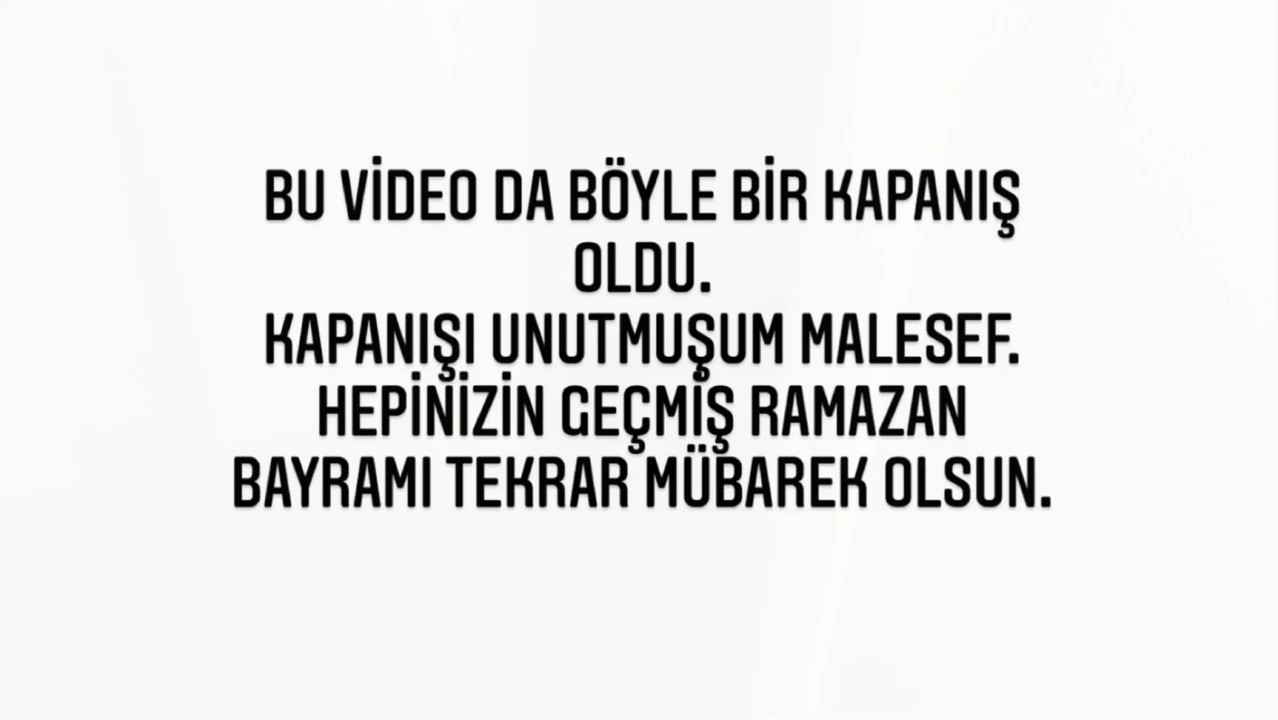 BU VİDEO DA BÖYLE BİR KAPANIŞ
OLDU.
KAPANIŞI UNUTMUŞUM MALESEF.
HEPİNİZİN GEÇMİŞ RAMAZAN
BAYRAMI TEKRAR MÜBAREK OLSUN.